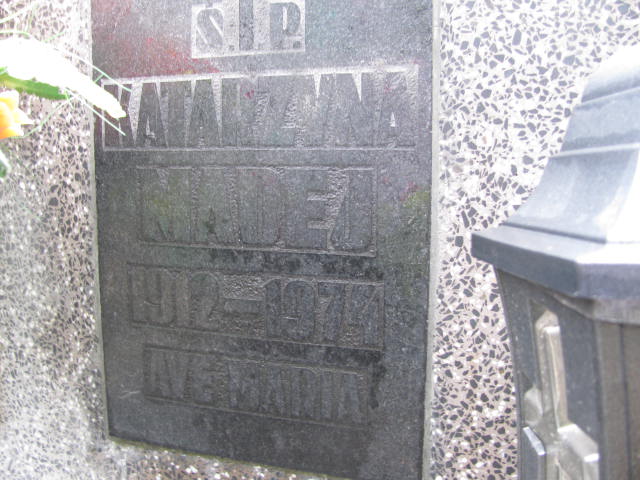 Ś.P.
KATARZYNA
MADEJ
1912-1974
AVE MARIA